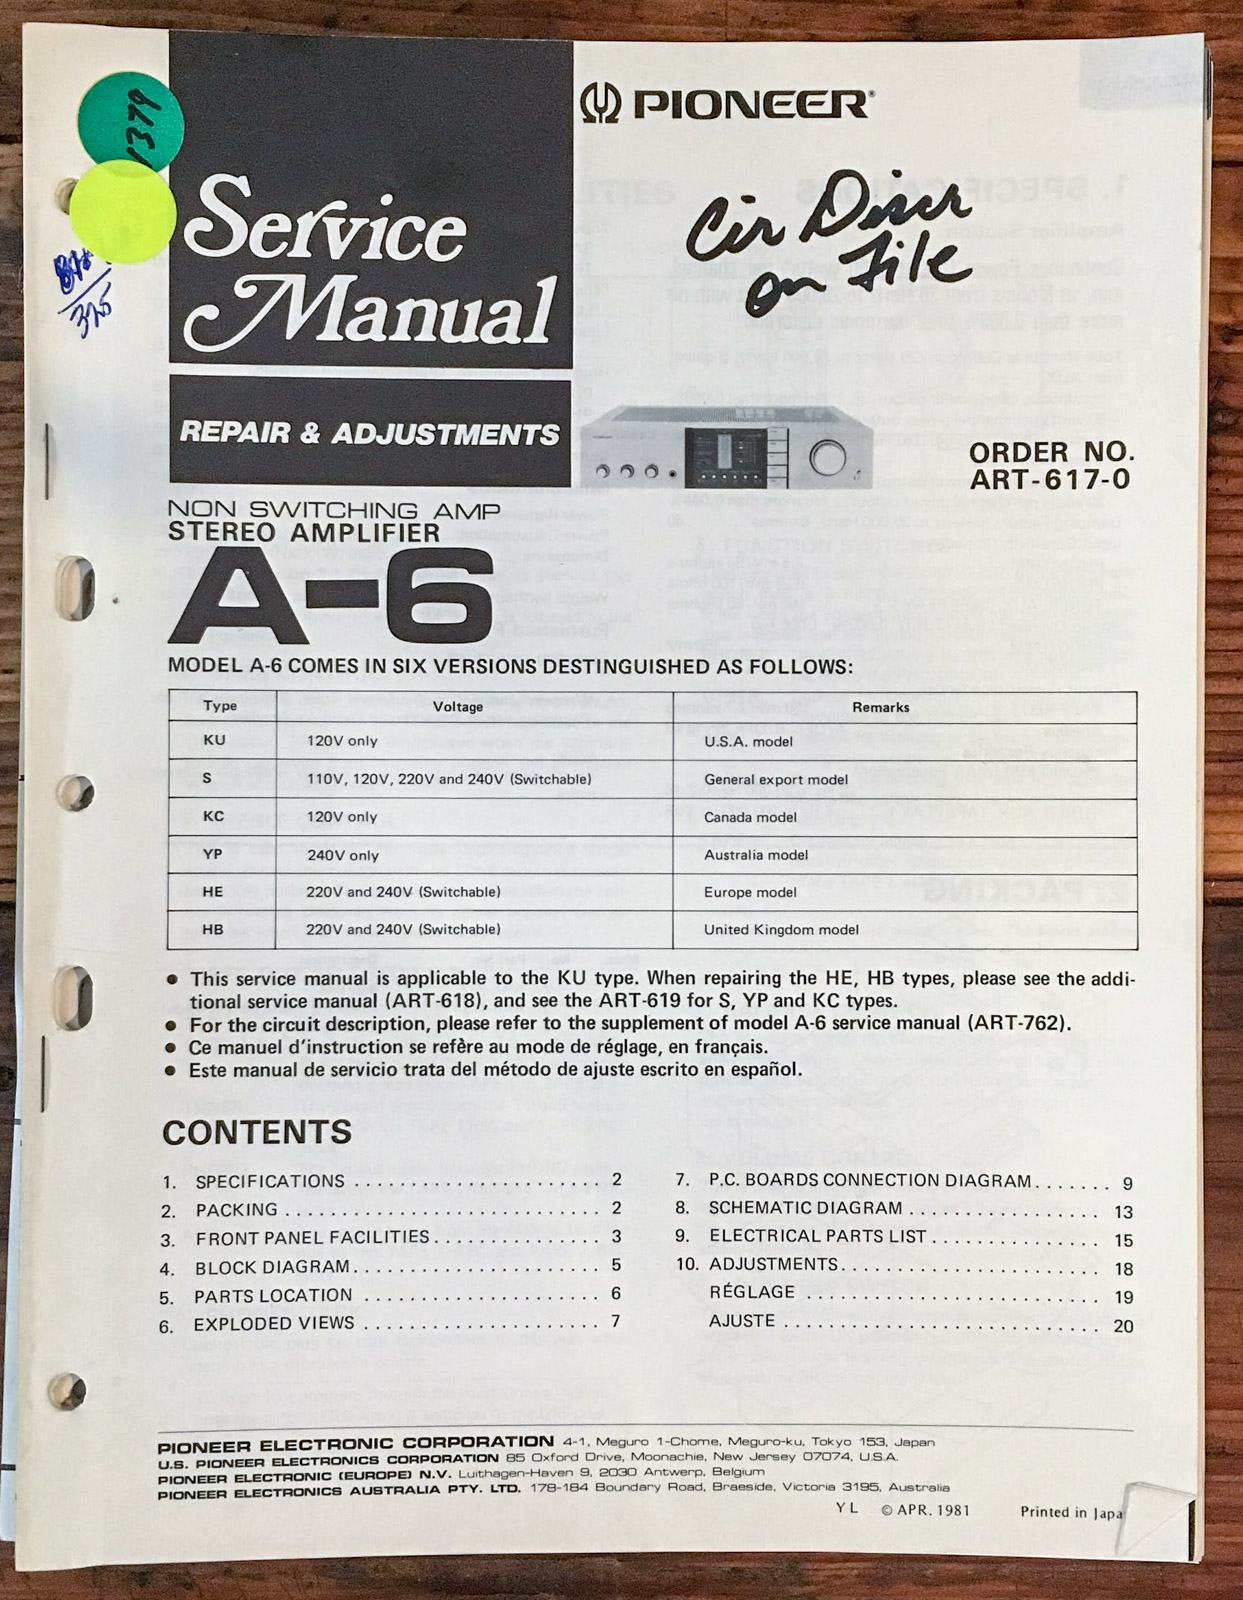 1379
PIONEER®
Service
Manual
Cir Discr
on File
325
REPAIR & ADJUSTMENTS
ORDER NO.
ART-617-0
NON SWITCHING AMP
STEREO AMPLIFIER
A-6
MODEL A-6 COMES IN SIX VERSIONS DESTINGUISHED AS FOLLOWS:
Type Voltage Remarks
KU 120V only U.S.A. model
S 110V, 120V, 220V and 240V (Switchable) General export model
KC 120V only Canada model
YP 240V only Australia model
HE 220V and 240V (Switchable) Europe model
HB 220V and 240V (Switchable) United Kingdom model
● This service manual is applicable to the KU type. When repairing the HE, HB types, please see the addi-
tional service manual (ART-618), and see the ART-619 for S, YP and KC types.
● For the circuit description, please refer to the supplement of model A-6 service manual (ART-762).
● Ce manuel d'instruction se refère au mode de réglage, en français.
● Este manual de servicio trata del método de ajuste escrito en español.
CONTENTS
1. SPECIFICATIONS ...................... 2
2. PACKING ............................ 2
3. FRONT PANEL FACILITIES ............... 3
4. BLOCK DIAGRAM ...................... 5
5. PARTS LOCATION ..................... 6
6. EXPLODED VIEWS ..................... 7
7. P.C. BOARDS CONNECTION DIAGRAM ....... 9
8. SCHEMATIC DIAGRAM ................. 13
9. ELECTRICAL PARTS LIST ............... 15
10. ADJUSTMENTS ....................... 18
RÉGLAGE .......................... 19
AJUSTE ............................ 20
PIONEER ELECTRONIC CORPORATION 4-1, Meguro 1-Chome, Meguro-ku, Tokyo 153, Japan
U.S. PIONEER ELECTRONICS CORPORATION 85 Oxford Drive, Moonachie, New Jersey 07074, U.S.A.
PIONEER ELECTRONIC (EUROPE) N.V. Luithagen-Haven 9, 2030 Antwerp, Belgium
PIONEER ELECTRONICS AUSTRALIA PTY. LTD. 178-184 Boundary Road, Braeside, Victoria 3195, Australia
YL © APR. 1981 Printed in Japa